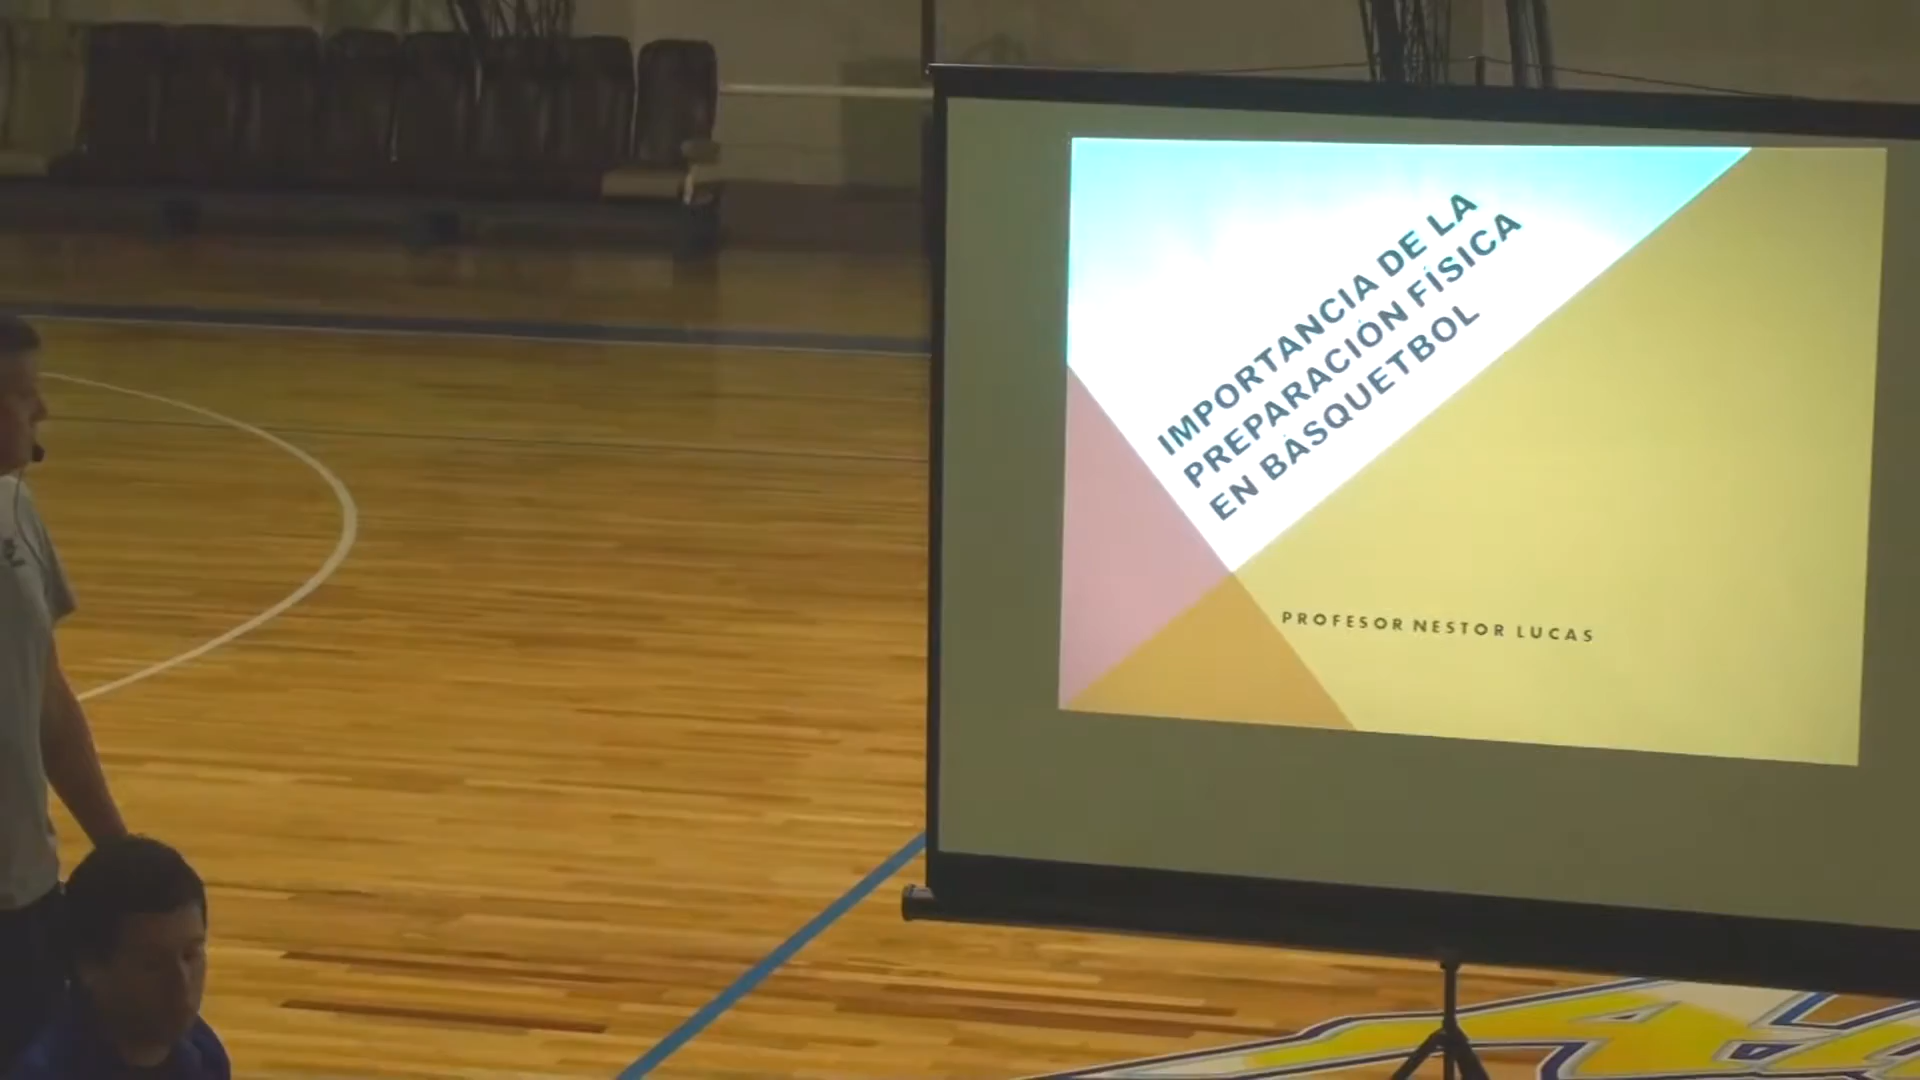 IMPORTANCIA DE LA
PREPARACIÓN FÍSICA
EN BÁSQUETBOL
PROFESOR NESTOR LUCAS